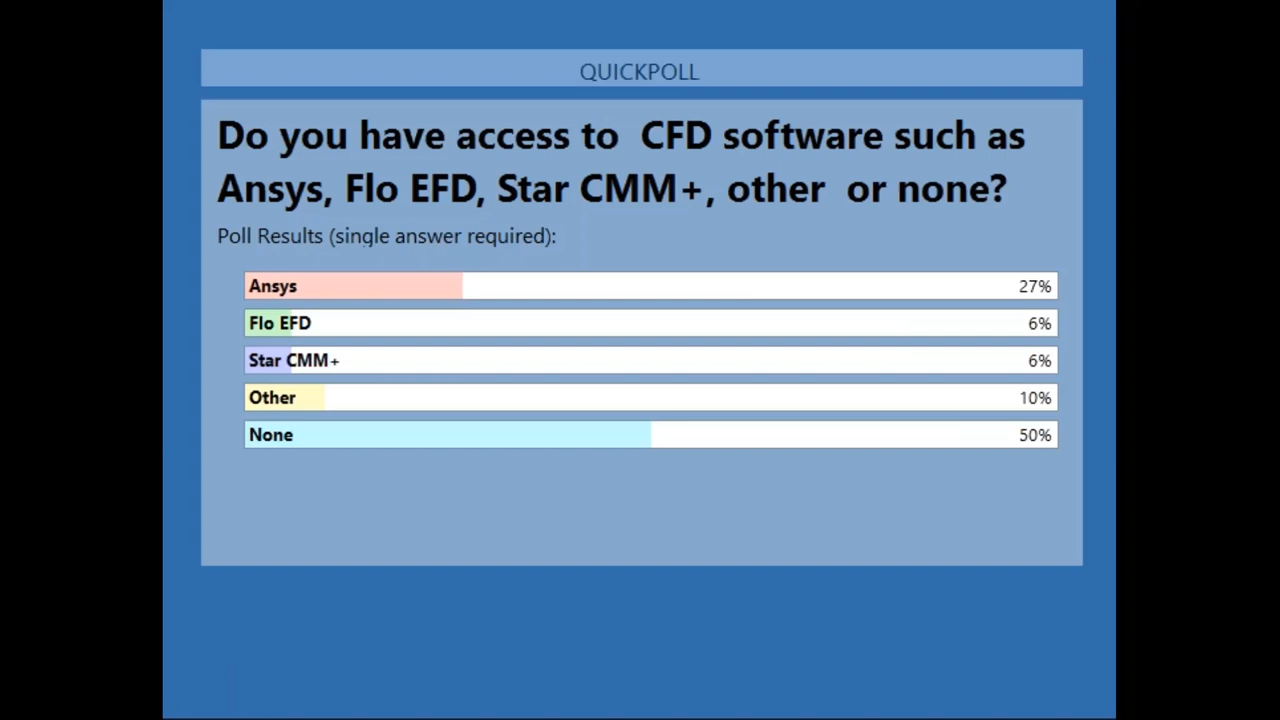 QUICKPOLL
Do you have access to  CFD software such as
Ansys, Flo EFD, Star CMM+, other  or none?
Poll Results (single answer required):
Ansys 27%
Flo EFD 6%
Star CMM+ 6%
Other 10%
None 50%